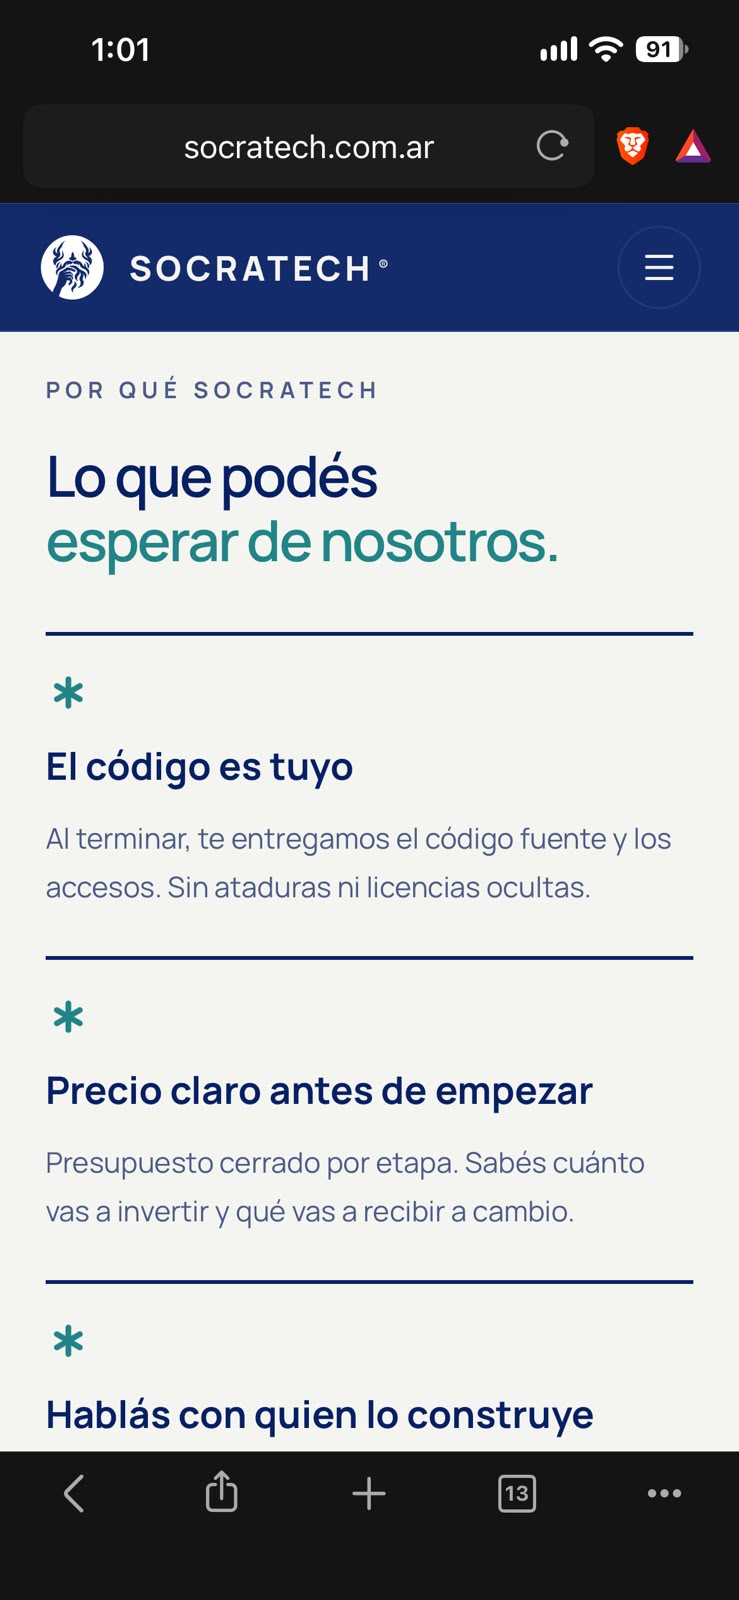 1:01
91
socratech.com.ar
SOCRATECH®
POR QUÉ SOCRATECH
Lo que podés
esperar de nosotros.
El código es tuyo
Al terminar, te entregamos el código fuente y los
accesos. Sin ataduras ni licencias ocultas.
Precio claro antes de empezar
Presupuesto cerrado por etapa. Sabés cuánto
vas a invertir y qué vas a recibir a cambio.
Hablás con quien lo construye
13